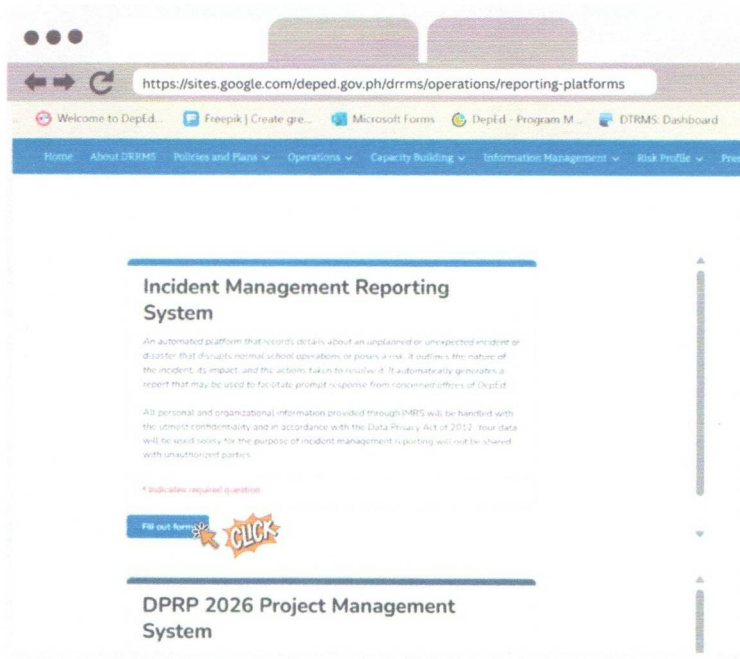 https://sites.google.com/deped.gov.ph/drrms/operations/reporting-platforms
Welcome to DepEd... Freepik | Create gre... Microsoft Forms DepEd - Program M... DTRMS: Dashboard
Home About DRRMS Policies and Plans Operations Capacity Building Information Management Risk Profile Pres
Incident Management Reporting
System
An automated platform that records details about an unplanned or unexpected incident or
disaster that disrupts normal school operations or poses a risk. It outlines the nature of
the incident, its impact, and the actions taken to resolve it. It automatically generates a
report that may be used to facilitate prompt response from concerned offices of DepEd.
All personal and organizational information provided through IMRS will be handled with
the utmost confidentiality and in accordance with the Data Privacy Act of 2012. Your data
will be used solely for the purpose of incident management reporting will not be shared
with unauthorized parties.
* Indicates required question
Fill out form
CLICK
DPRP 2026 Project Management
System